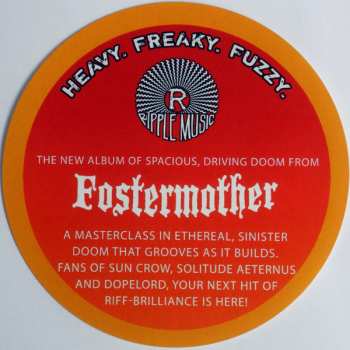 HEAVY. FREAKY. FUZZY.
R
RIPPLE MUSIC
THE NEW ALBUM OF SPACIOUS, DRIVING DOOM FROM
Fostermother
A MASTERCLASS IN ETHEREAL, SINISTER
DOOM THAT GROOVES AS IT BUILDS.
FANS OF SUN CROW, SOLITUDE AETERNUS
AND DOPELORD, YOUR NEXT HIT OF
RIFF-BRILLIANCE IS HERE!